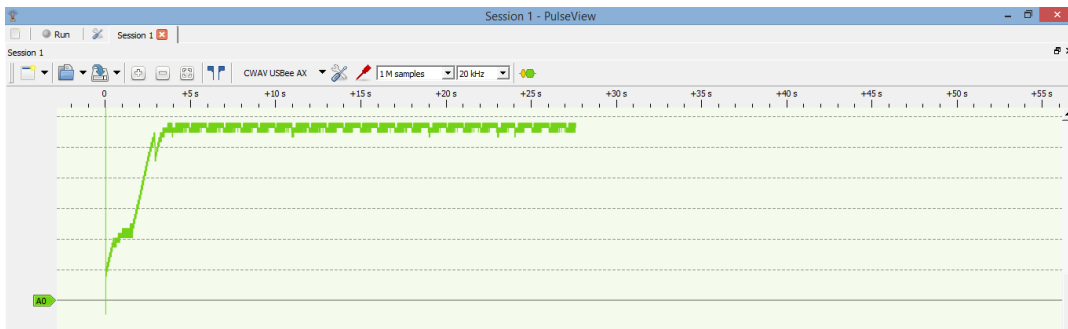 Session 1 - PulseView
Run Session 1
Session 1
CWAV USBee AX 1 M samples 20 kHz
0 +5 s +10 s +15 s +20 s +25 s +30 s +35 s +40 s +45 s +50 s +55 s
A0